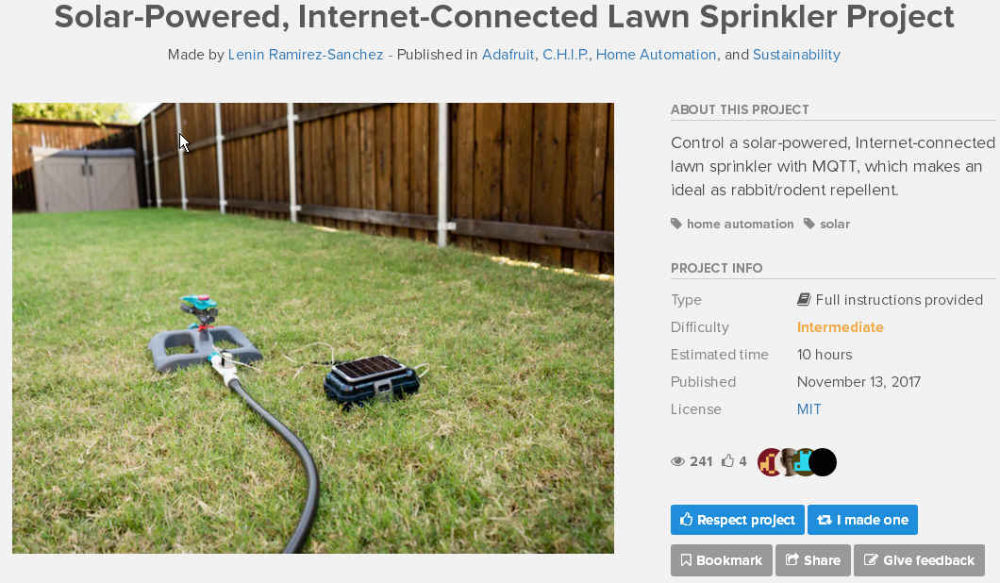 Solar-Powered, Internet-Connected Lawn Sprinkler Project
Made by Lenin Ramirez-Sanchez - Published in Adafruit, C.H.I.P., Home Automation, and Sustainability
ABOUT THIS PROJECT
Control a solar-powered, Internet-connected
lawn sprinkler with MQTT, which makes an
ideal as rabbit/rodent repellent.
home automation solar
PROJECT INFO
Type Full instructions provided
Difficulty Intermediate
Estimated time 10 hours
Published November 13, 2017
License MIT
241 4
Respect project I made one
Bookmark Share Give feedback